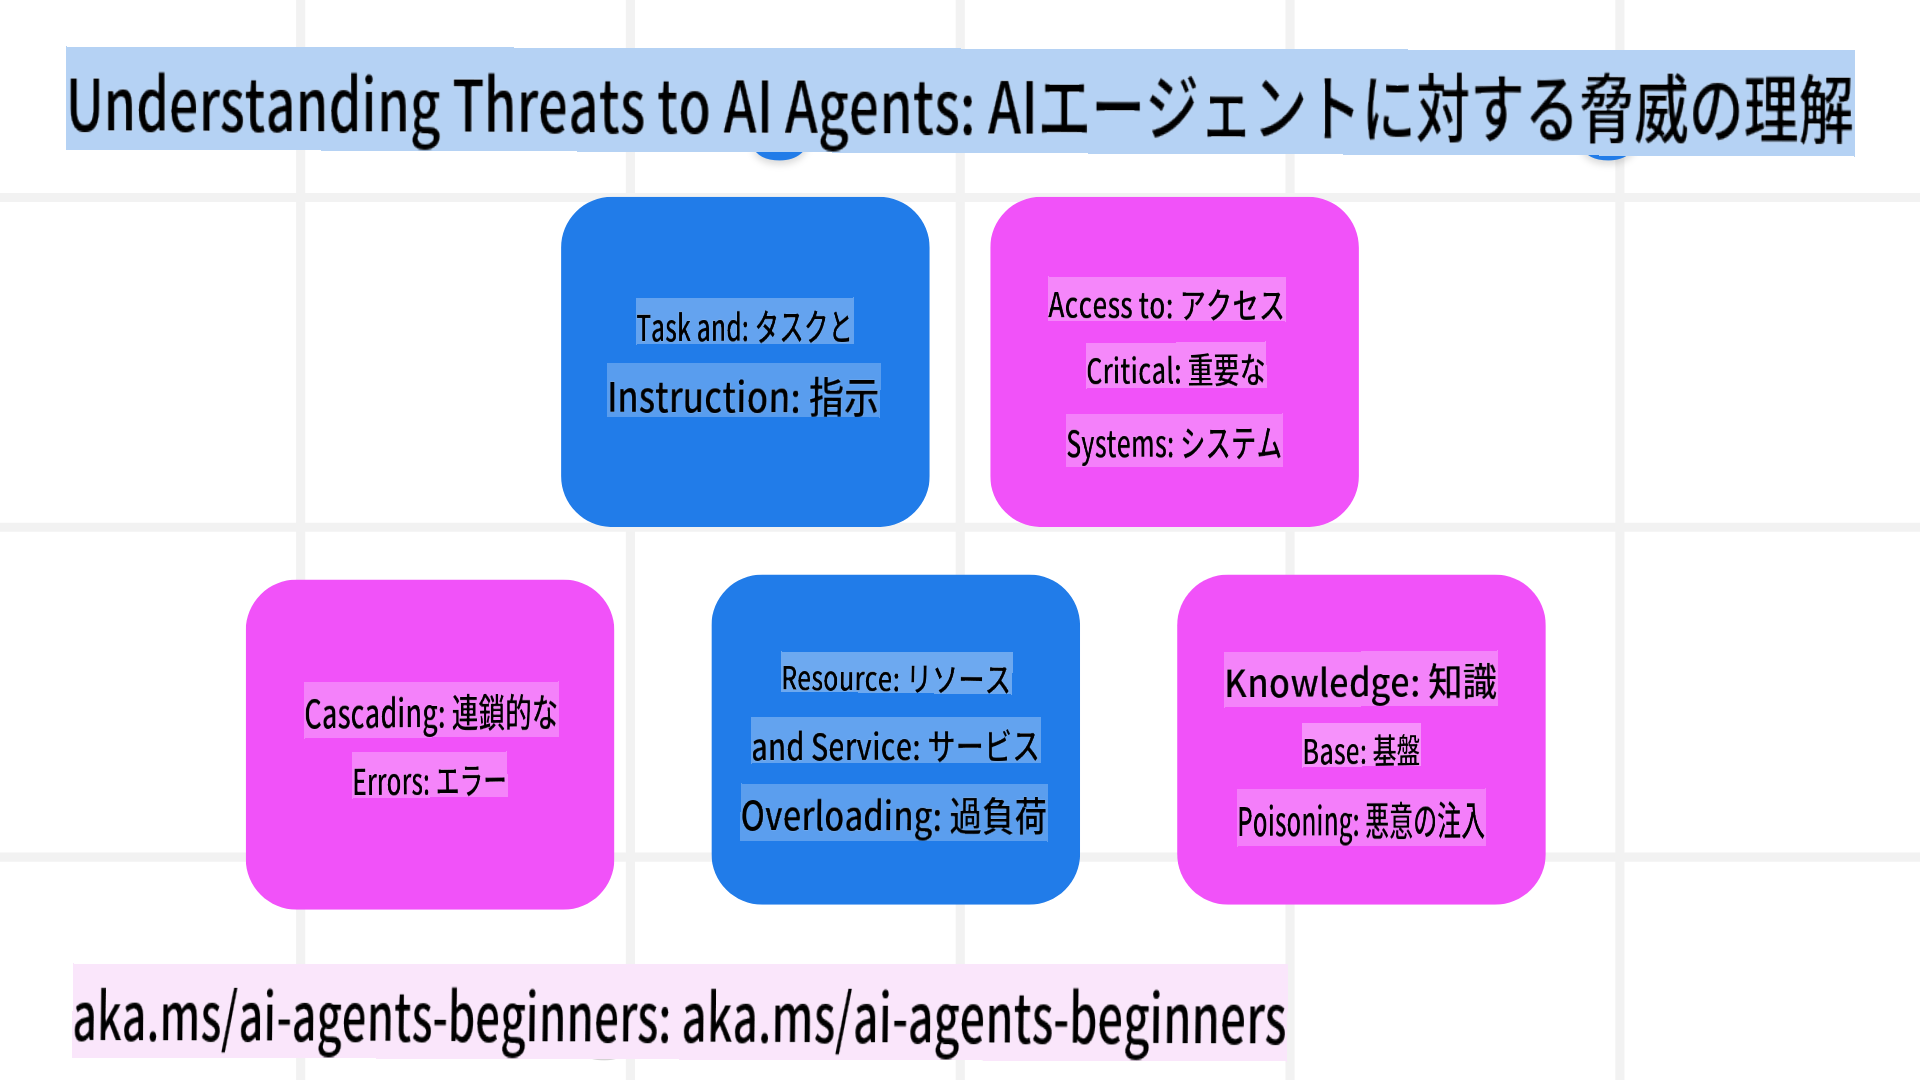 Understanding Threats to AI Agents: AIエージェントに対する脅威の理解
Task and: タスクと
Instruction: 指示
Access to: アクセス
Critical: 重要な
Systems: システム
Cascading: 連鎖的な
Errors: エラー
Resource: リソース
and Service: サービス
Overloading: 過負荷
Knowledge: 知識
Base: 基盤
Poisoning: 悪意の注入
aka.ms/ai-agents-beginners: aka.ms/ai-agents-beginners